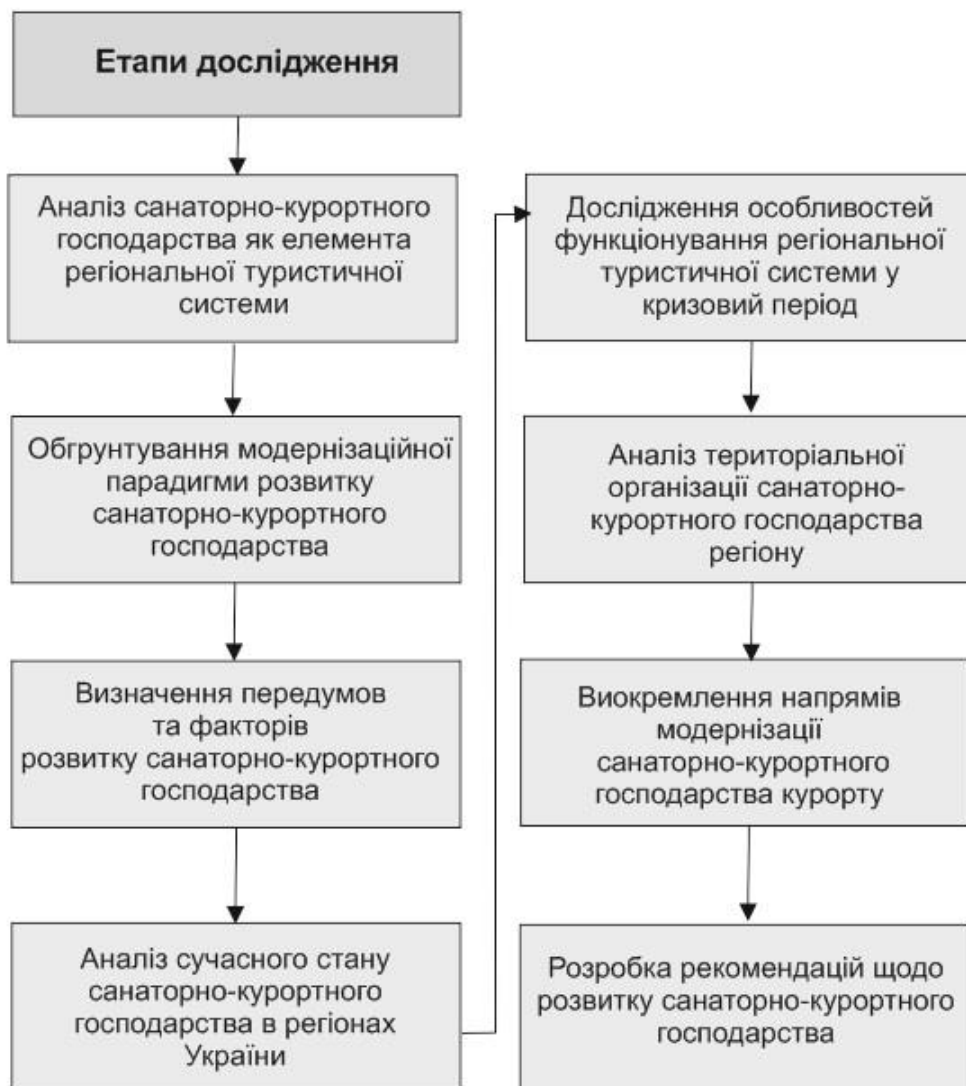 Етапи дослідження
Аналіз санаторно-курортного
господарства як елемента
регіональної туристичної
системи
Обгрунтування модернізаційної
парадигми розвитку
санаторно-курортного
господарства
Визначення передумов
та факторів
розвитку санаторно-курортного
господарства
Аналіз сучасного стану
санаторно-курортного
господарства в регіонах
України
Дослідження особливостей
функціонування регіональної
туристичної системи у
кризовий період
Аналіз територіальної
організації санаторно-
курортного господарства
регіону
Виокремлення напрямів
модернізації
санаторно-курортного
господарства курорту
Розробка рекомендацій щодо
розвитку санаторно-курортного
господарства